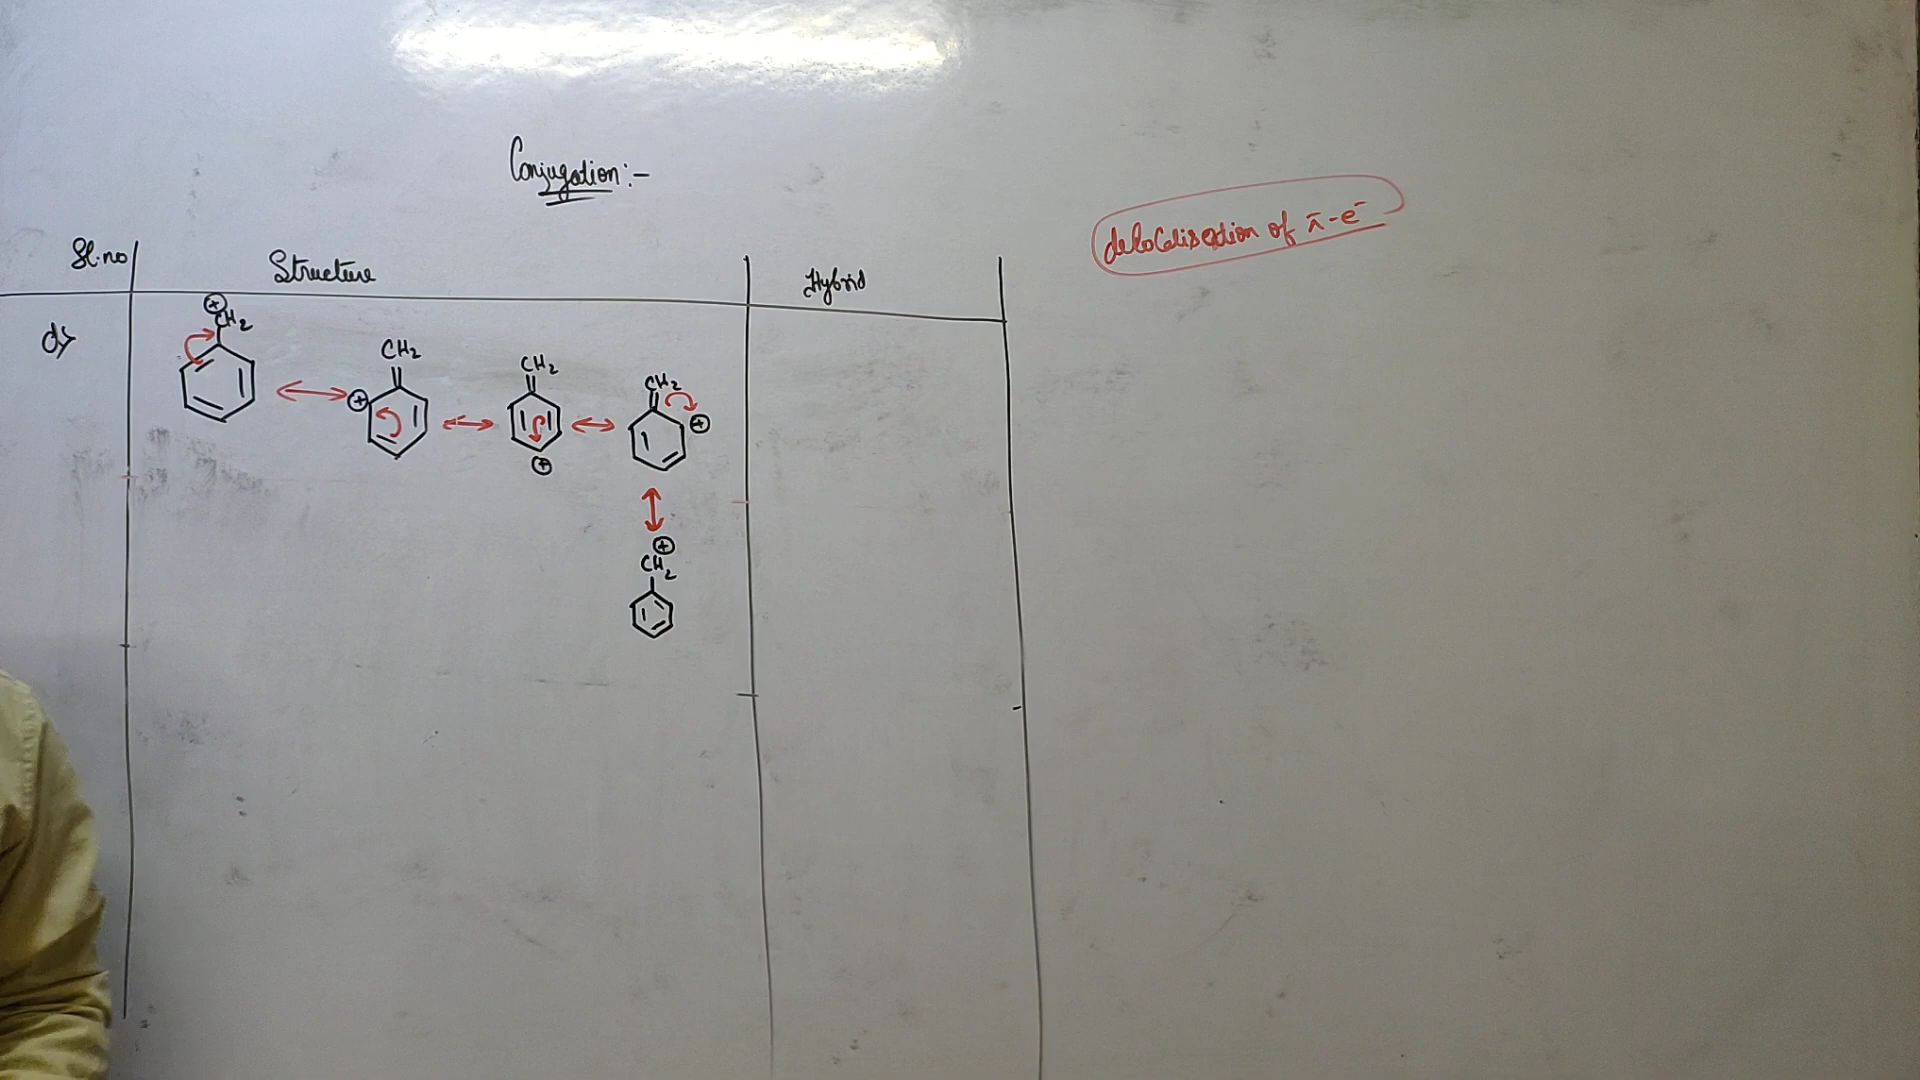 Conjugation:-
delocalisation of π-e⁻
Sl.no
Structure
Hybrid
d>
⊕
CH₂
CH₂
CH₂
CH₂
⊕
⊕
⊕
⊕
CH₂